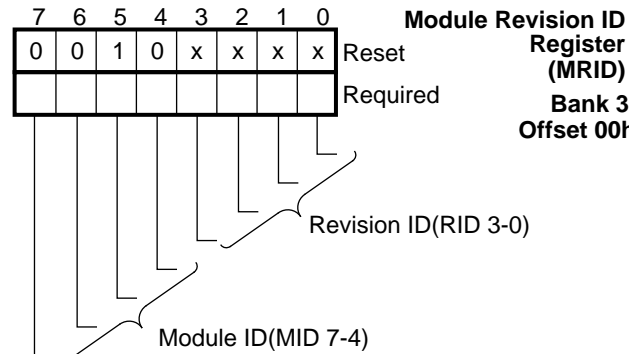 7 6 5 4 3 2 1 0
0 0 1 0 x x x x Reset
Required
Module Revision ID
Register
(MRID)
Bank 3
Offset 00h
Revision ID(RID 3-0)
Module ID(MID 7-4)